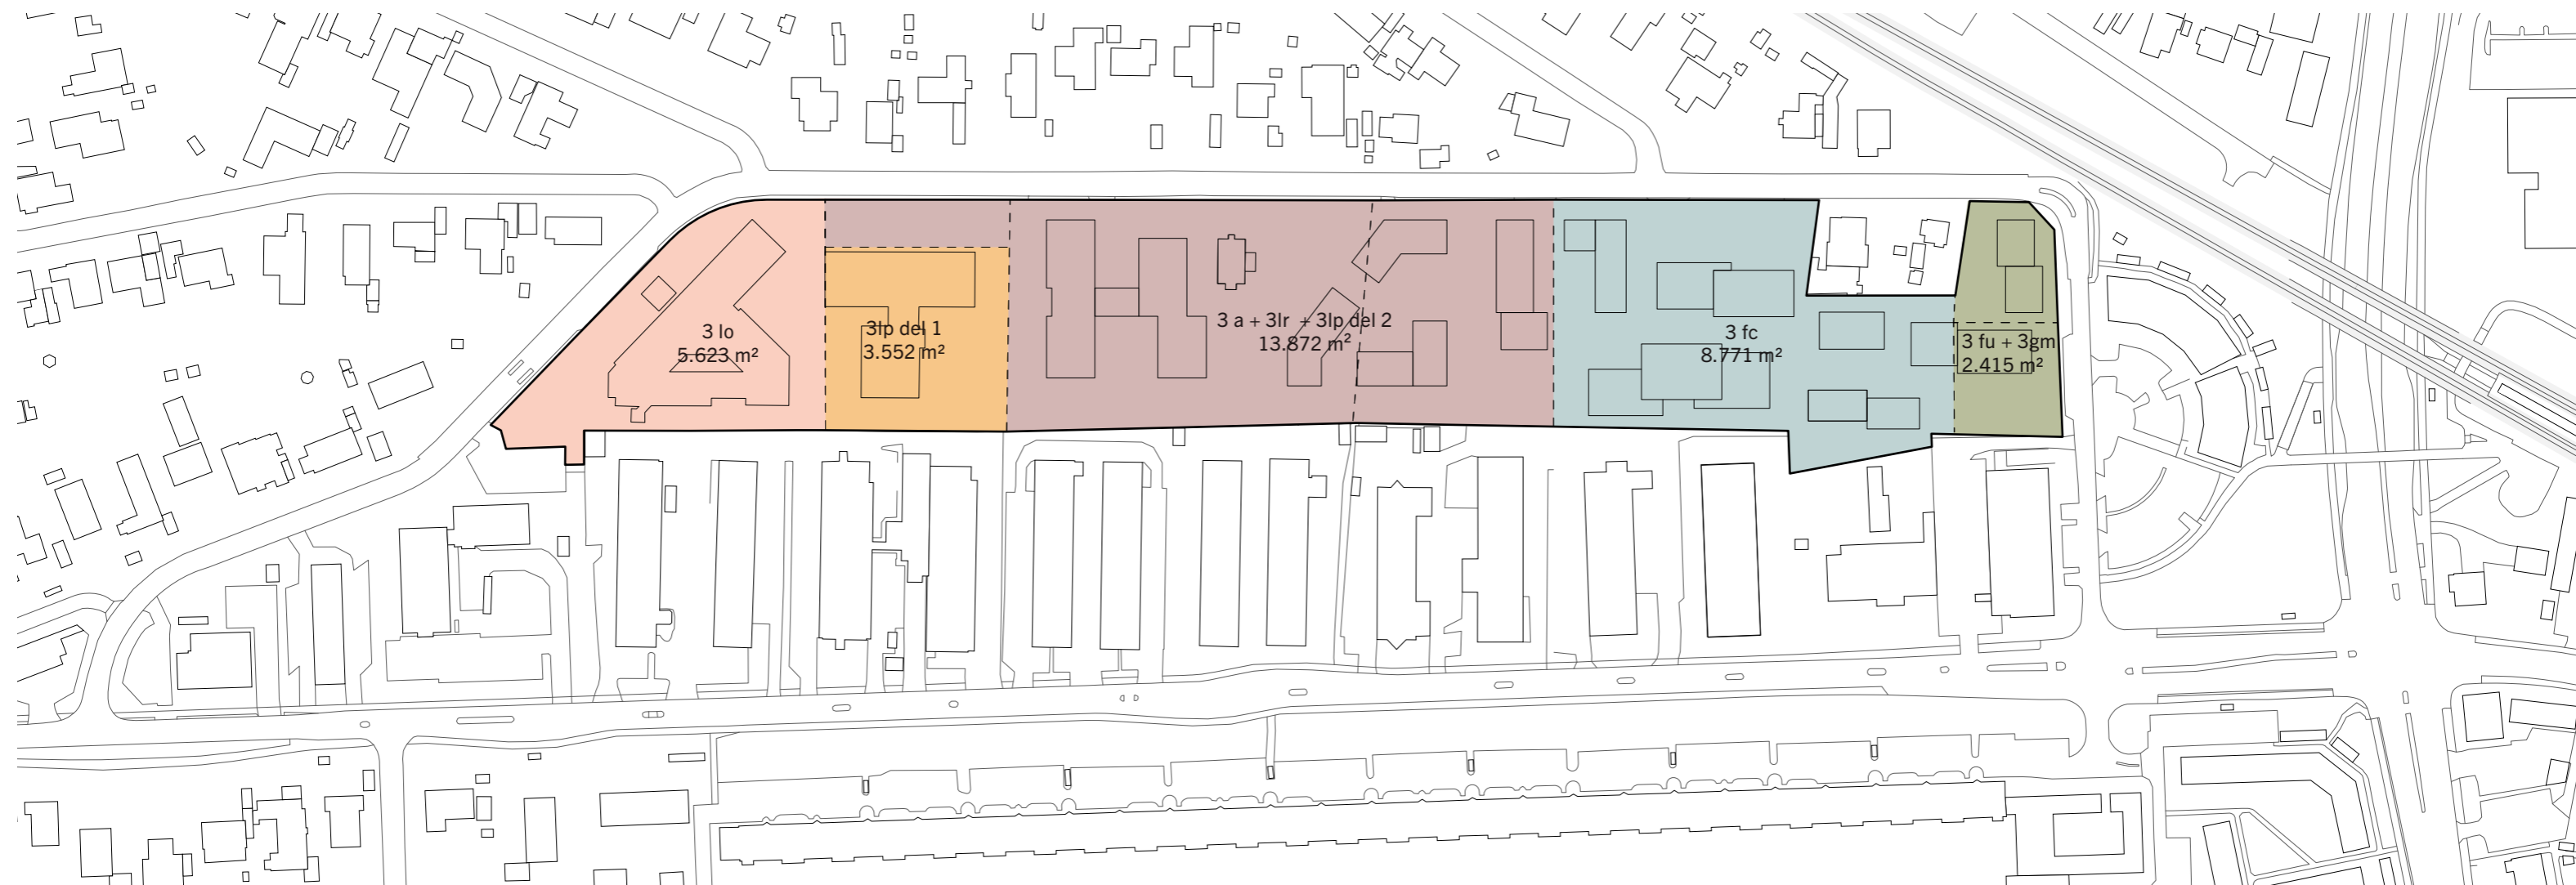 3 lo
5.623 m²
3lp del 1
3.552 m²
3 a + 3lr + 3lp del 2
13.872 m²
3 fc
8.771 m²
3 fu + 3gm
2.415 m²